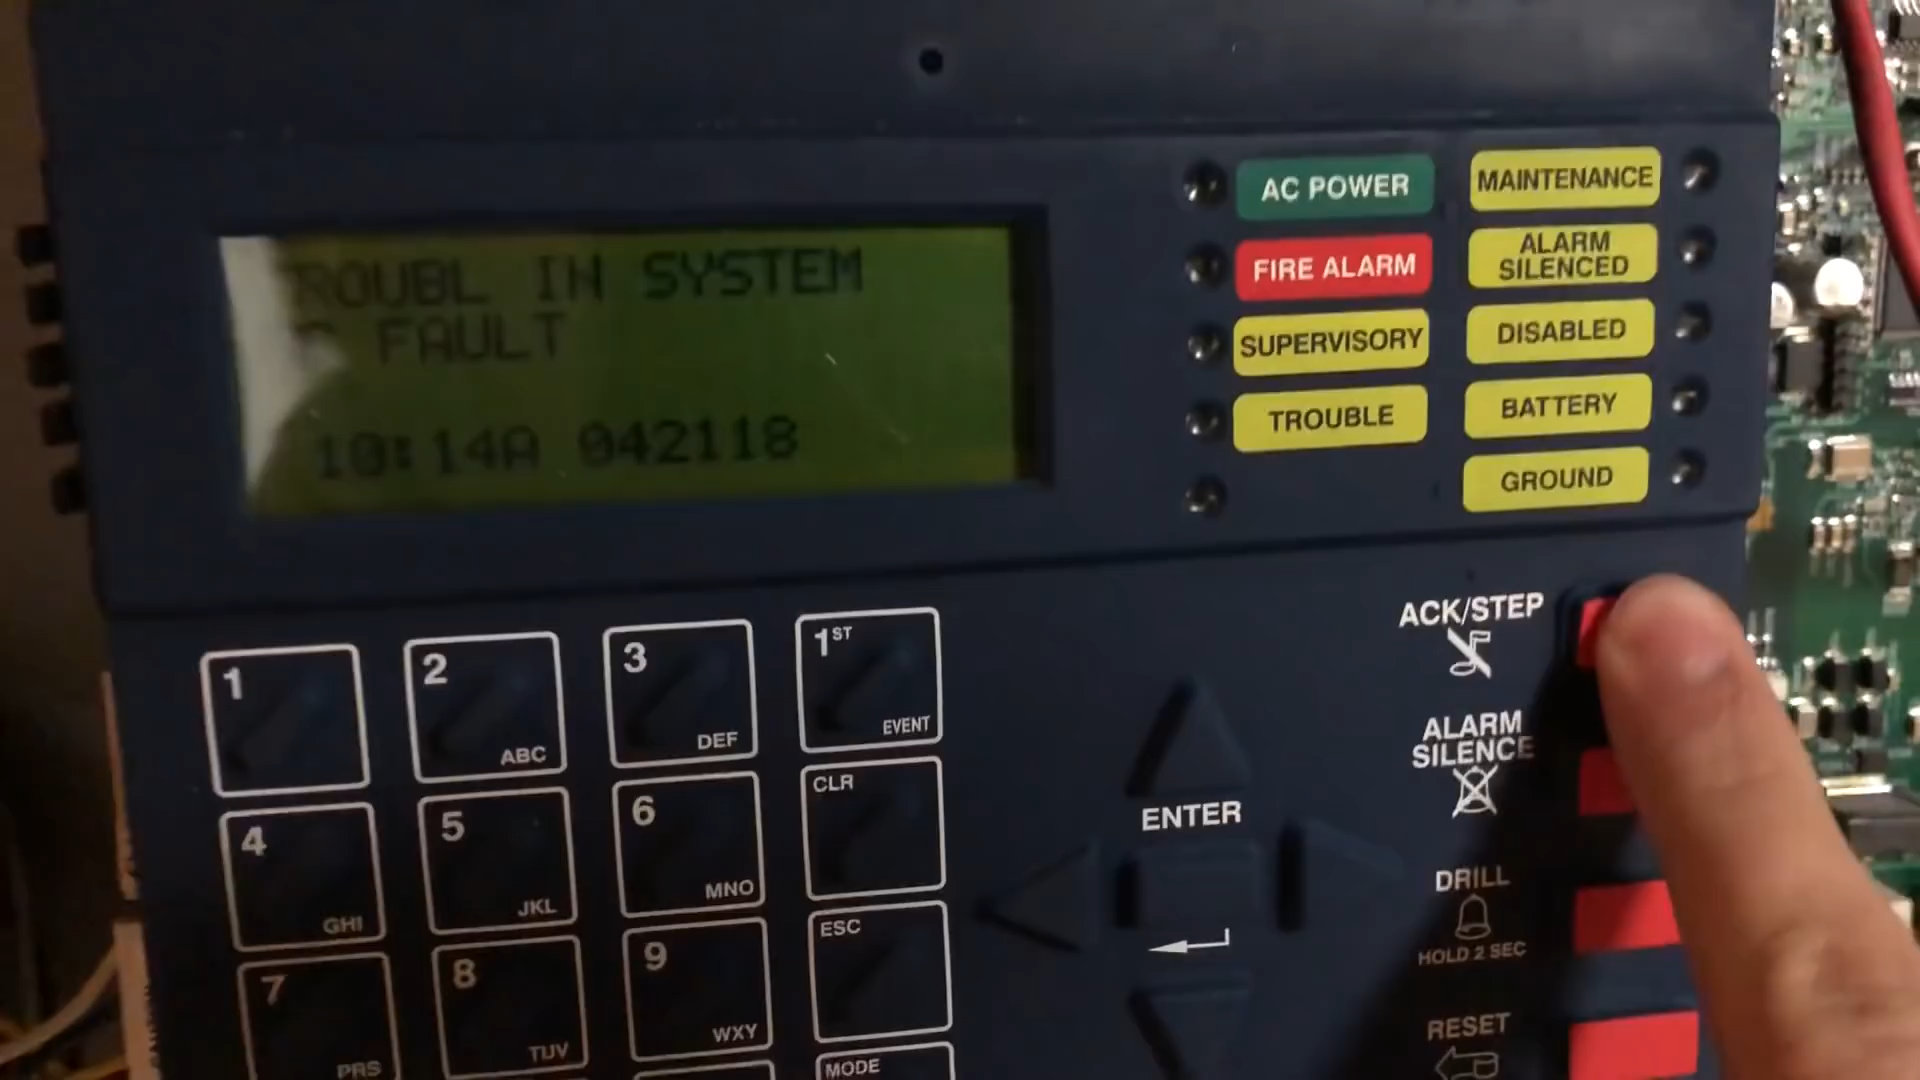 TROUBL IN SYSTEM
FAULT
10:14A 042118
AC POWER
FIRE ALARM
SUPERVISORY
TROUBLE
MAINTENANCE
ALARM
SILENCED
DISABLED
BATTERY
GROUND
1
2 ABC
3 DEF
1ST EVENT
4 GHI
5 JKL
6 MNO
CLR
7 PRS
8 TUV
9 WXY
ESC
MODE
ENTER
ACK/STEP
ALARM
SILENCE
DRILL
HOLD 2 SEC
RESET